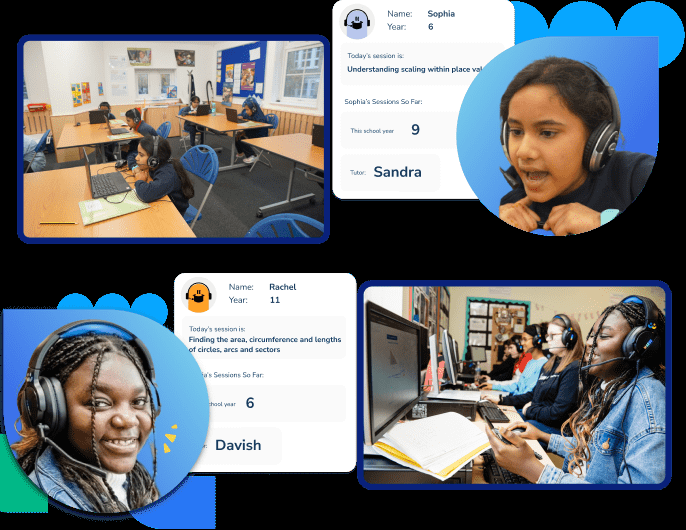 Name: Sophia
Year: 6
Today's session is:
Understanding scaling within place
Sophia's Sessions So Far:
This school year 9
Tutor: Sandra
Name: Rachel
Year: 11
Today's session is:
Finding the area, circumference and lengths
of circles, arcs and sectors
Sessions So Far:
school year 6
Davish